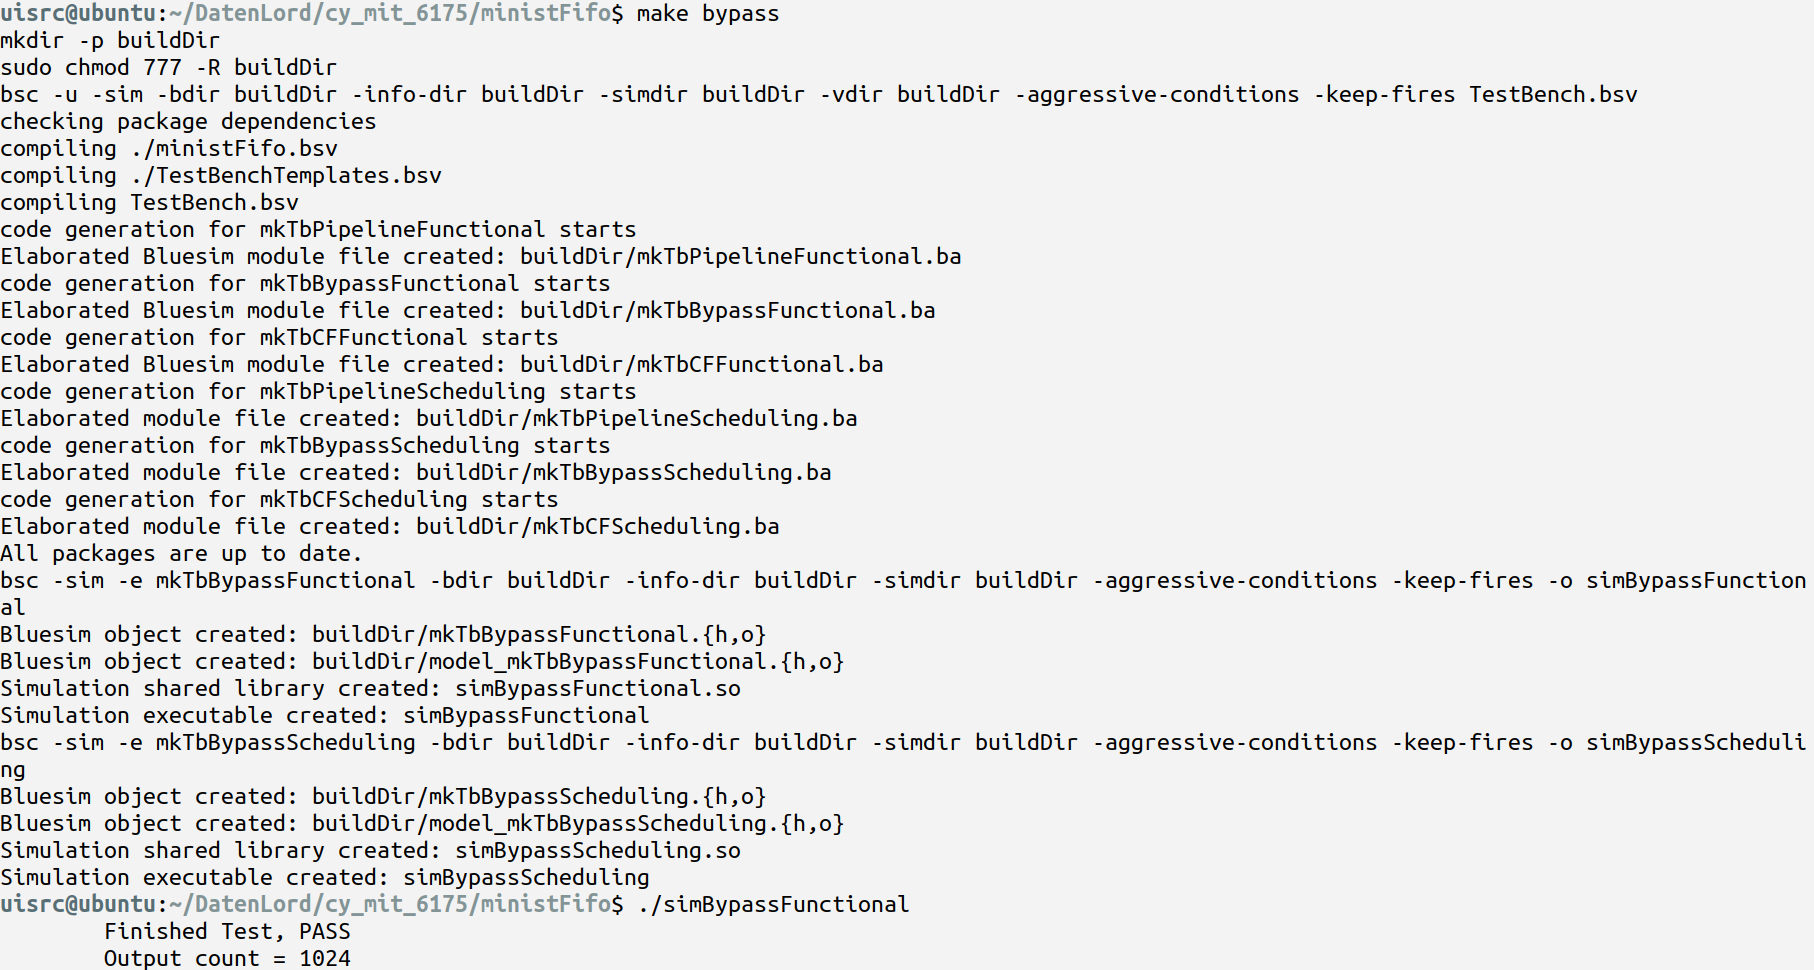 uisrc@ubuntu:~/DatenLord/cy_mit_6175/ministFifo$ make bypass
mkdir -p buildDir
sudo chmod 777 -R buildDir
bsc -u -sim -bdir buildDir -info-dir buildDir -simdir buildDir -vdir buildDir -aggressive-conditions -keep-fires TestBench.bsv
checking package dependencies
compiling ./ministFifo.bsv
compiling ./TestBenchTemplates.bsv
compiling TestBench.bsv
code generation for mkTbPipelineFunctional starts
Elaborated Bluesim module file created: buildDir/mkTbPipelineFunctional.ba
code generation for mkTbBypassFunctional starts
Elaborated Bluesim module file created: buildDir/mkTbBypassFunctional.ba
code generation for mkTbCFFunctional starts
Elaborated Bluesim module file created: buildDir/mkTbCFFunctional.ba
code generation for mkTbPipelineScheduling starts
Elaborated module file created: buildDir/mkTbPipelineScheduling.ba
code generation for mkTbBypassScheduling starts
Elaborated module file created: buildDir/mkTbBypassScheduling.ba
code generation for mkTbCFScheduling starts
Elaborated module file created: buildDir/mkTbCFScheduling.ba
All packages are up to date.
bsc -sim -e mkTbBypassFunctional -bdir buildDir -info-dir buildDir -simdir buildDir -aggressive-conditions -keep-fires -o simBypassFunction
al
Bluesim object created: buildDir/mkTbBypassFunctional.{h,o}
Bluesim object created: buildDir/model_mkTbBypassFunctional.{h,o}
Simulation shared library created: simBypassFunctional.so
Simulation executable created: simBypassFunctional
bsc -sim -e mkTbBypassScheduling -bdir buildDir -info-dir buildDir -simdir buildDir -aggressive-conditions -keep-fires -o simBypassScheduli
ng
Bluesim object created: buildDir/mkTbBypassScheduling.{h,o}
Bluesim object created: buildDir/model_mkTbBypassScheduling.{h,o}
Simulation shared library created: simBypassScheduling.so
Simulation executable created: simBypassScheduling
uisrc@ubuntu:~/DatenLord/cy_mit_6175/ministFifo$ ./simBypassFunctional
Finished Test, PASS
Output count = 1024